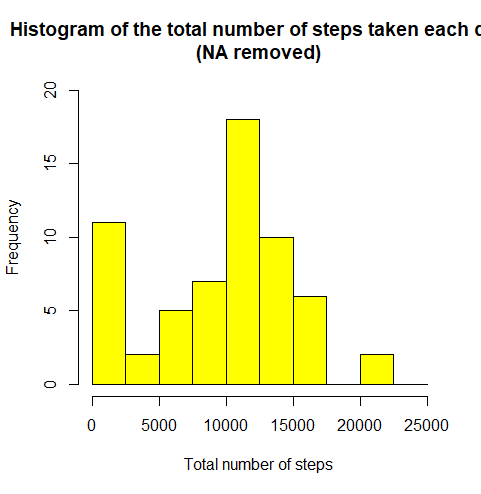 Histogram of the total number of steps taken each d
(NA removed)
Frequency
20
15
10
5
0
0 5000 10000 15000 20000 25000
Total number of steps